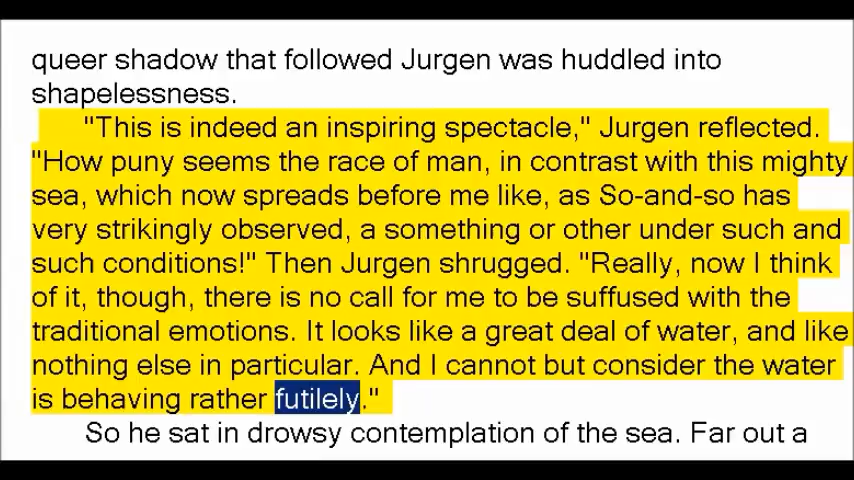 queer shadow that followed Jurgen was huddled into
shapelessness.
"This is indeed an inspiring spectacle," Jurgen reflected.
"How puny seems the race of man, in contrast with this mighty
sea, which now spreads before me like, as So-and-so has
very strikingly observed, a something or other under such and
such conditions!" Then Jurgen shrugged. "Really, now I think
of it, though, there is no call for me to be suffused with the
traditional emotions. It looks like a great deal of water, and like
nothing else in particular. And I cannot but consider the water
is behaving rather futilely."
So he sat in drowsy contemplation of the sea. Far out a